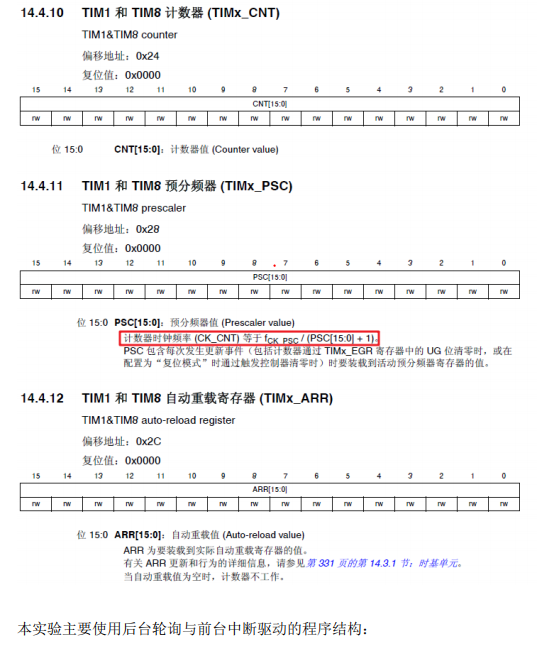 14.4.10 TIM1 和 TIM8 计数器 (TIMx_CNT)
TIM1&TIM8 counter
偏移地址：0x24
复位值：0x0000
15 14 13 12 11 10 9 8 7 6 5 4 3 2 1 0
CNT[15:0]
rw rw rw rw rw rw rw rw rw rw rw rw rw rw rw rw
位 15:0 CNT[15:0]：计数器值 (Counter value)
14.4.11 TIM1 和 TIM8 预分频器 (TIMx_PSC)
TIM1&TIM8 prescaler
偏移地址：0x28
复位值：0x0000
15 14 13 12 11 10 9 8 7 6 5 4 3 2 1 0
PSC[15:0]
rw rw rw rw rw rw rw rw rw rw rw rw rw rw rw rw
位 15:0 PSC[15:0]：预分频器值 (Prescaler value)
计数器时钟频率 (CK_CNT) 等于 fCK_PSC / (PSC[15:0] + 1)。
PSC 包含每次发生更新事件（包括计数器通过 TIMx_EGR 寄存器中的 UG 位清零时，或在
配置为“复位模式”时通过触发控制器清零时）时要装载到活动预分频器寄存器的值。
14.4.12 TIM1 和 TIM8 自动重载寄存器 (TIMx_ARR)
TIM1&TIM8 auto-reload register
偏移地址：0x2C
复位值：0x0000
15 14 13 12 11 10 9 8 7 6 5 4 3 2 1 0
ARR[15:0]
rw rw rw rw rw rw rw rw rw rw rw rw rw rw rw rw
位 15:0 ARR[15:0]：自动重载值 (Auto-reload value)
ARR 为要装载到实际自动重载寄存器的值。
有关 ARR 更新和行为的详细信息，请参见第 331 页的第 14.3.1 节：时基单元。
当自动重载值为空时，计数器不工作。
本实验主要使用后台轮询与前台中断驱动的程序结构：